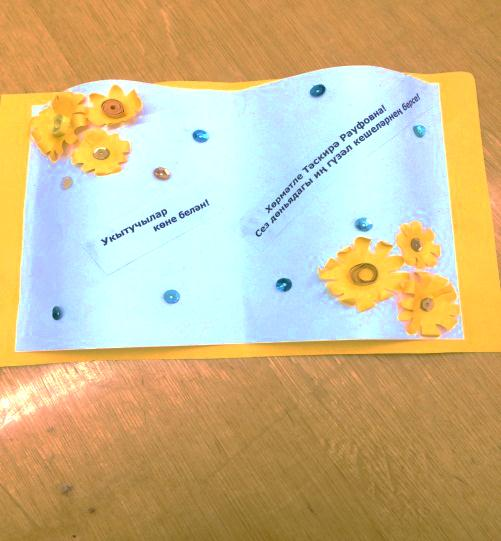 Укытучылар
көне белән!
Хөрмәтле Тәскирә Рауфовна!
Сез дөньядагы иң гүзәл кешеләрнең берсе!